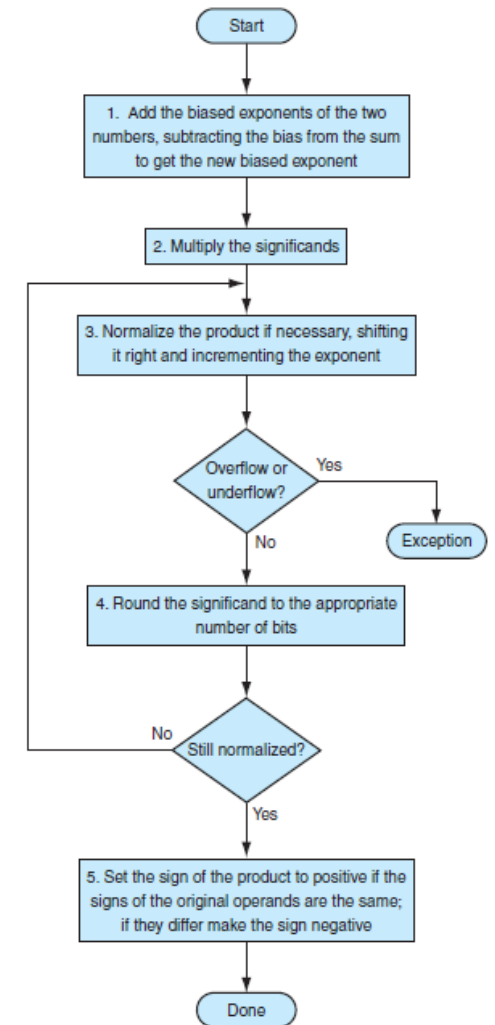 Start
1. Add the biased exponents of the two
numbers, subtracting the bias from the sum
to get the new biased exponent
2. Multiply the significands
3. Normalize the product if necessary, shifting
it right and incrementing the exponent
Overflow or
underflow?
Yes
Exception
No
4. Round the significand to the appropriate
number of bits
No
Still normalized?
Yes
5. Set the sign of the product to positive if the
signs of the original operands are the same;
if they differ make the sign negative
Done